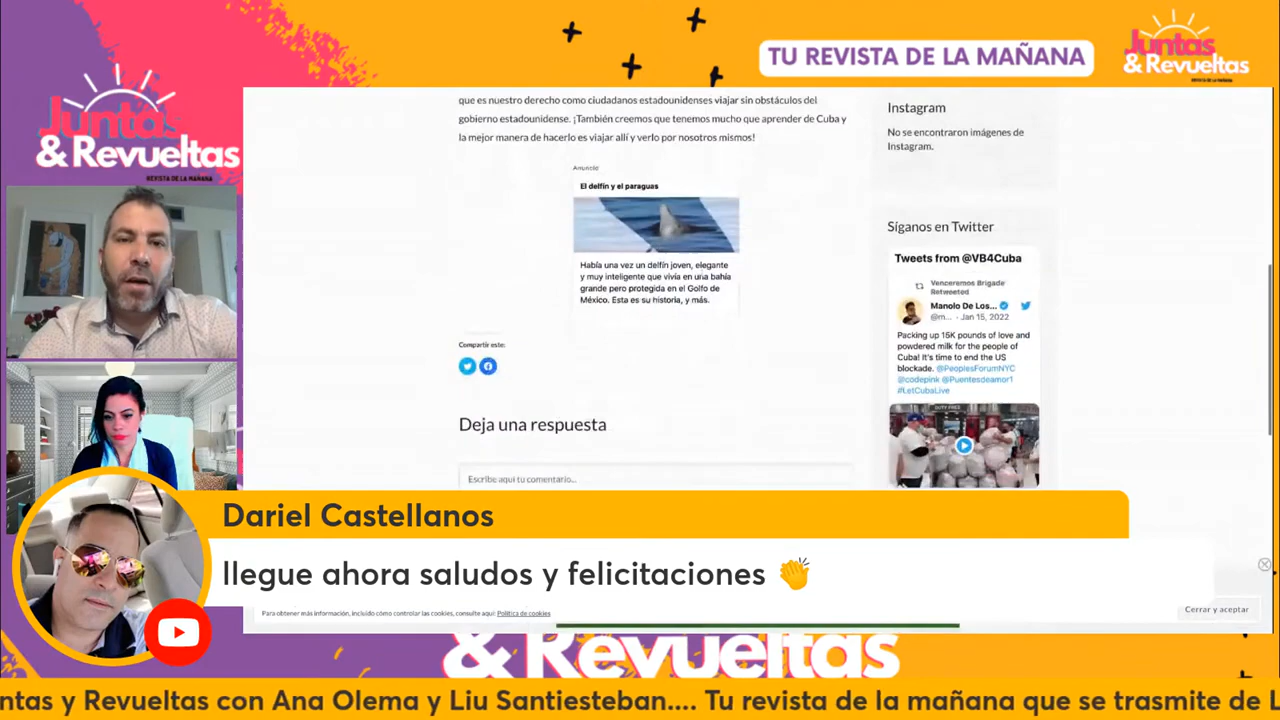 TU REVISTA DE LA MAÑANA
Juntas
& Revueltas
REVISTA DE LA MAÑANA
Juntas
& Revueltas
REVISTA DE LA MAÑANA
que es nuestro derecho como ciudadanos estadounidenses viajar sin obstáculos del
gobierno estadounidense. ¡También creemos que tenemos mucho que aprender de Cuba y
la mejor manera de hacerlo es viajar allí y verlo por nosotros mismos!
Anuncio
El delfín y el paraguas
Había una vez un delfín joven, elegante
y muy inteligente que vivía en una bahía
grande pero protegida en el Golfo de
México. Esta es su historia, y más.
Compartir este:
Deja una respuesta
Escribe aquí tu comentario...
Instagram
No se encontraron imágenes de
Instagram.
Síganos en Twitter
Tweets from @VB4Cuba
Venceremos Brigade
Retweeted
Manolo De Los...
@m... · Jan 15, 2022
Packing up 15K pounds of love and
powdered milk for the people of
Cuba! It's time to end the US
blockade. @PeoplesForumNYC
@codepink @Puentesdeamor1
#LetCubaLive
DUTY FREE
Dariel Castellanos
llegue ahora saludos y felicitaciones 👏
Para obtener más información, incluido cómo controlar las cookies, consulte aquí: Política de cookies
Cerrar y aceptar
& Revueltas
ntas y Revueltas con Ana Olema y Liu Santiesteban.... Tu revista de la mañana que se trasmite de L